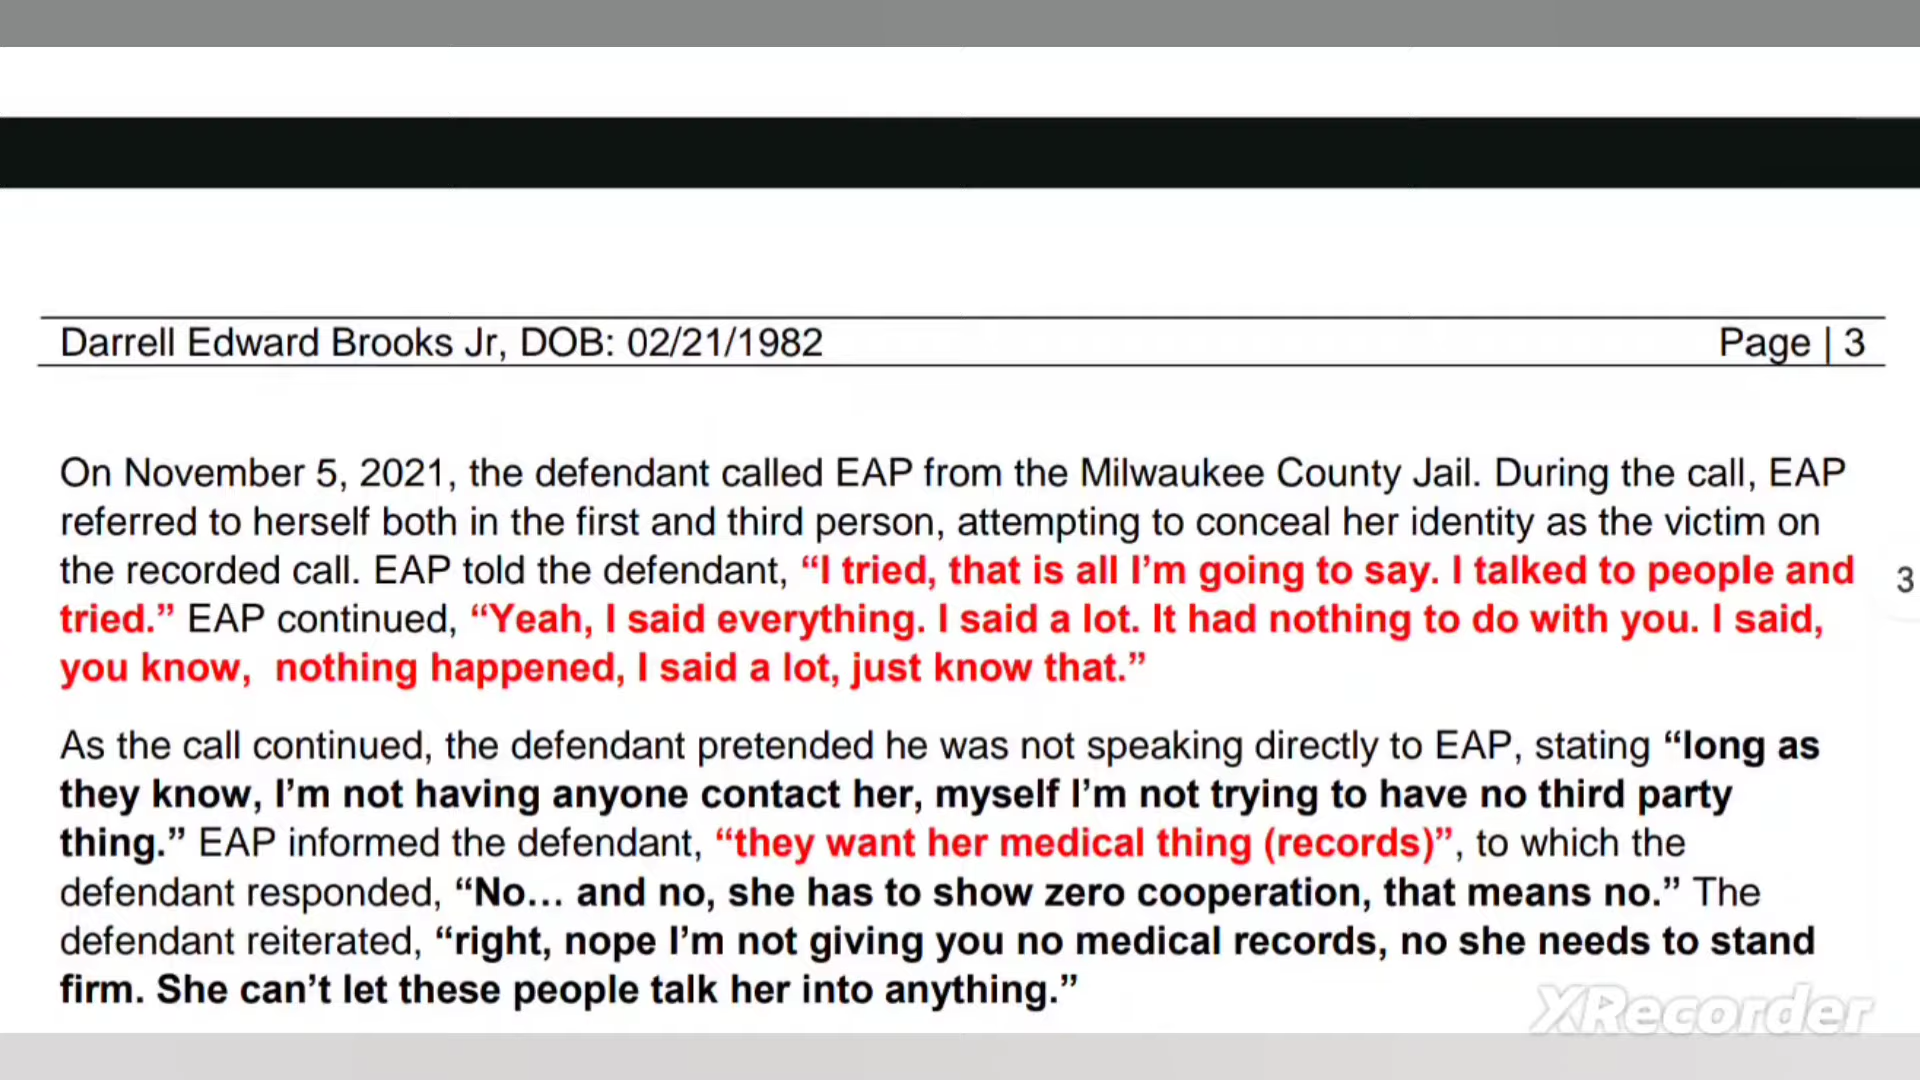 Darrell Edward Brooks Jr, DOB: 02/21/1982 Page | 3
On November 5, 2021, the defendant called EAP from the Milwaukee County Jail. During the call, EAP
referred to herself both in the first and third person, attempting to conceal her identity as the victim on
the recorded call. EAP told the defendant, “I tried, that is all I’m going to say. I talked to people and
3
tried.” EAP continued, “Yeah, I said everything. I said a lot. It had nothing to do with you. I said,
you know,  nothing happened, I said a lot, just know that.”
As the call continued, the defendant pretended he was not speaking directly to EAP, stating “long as
they know, I’m not having anyone contact her, myself I’m not trying to have no third party
thing.” EAP informed the defendant, “they want her medical thing (records)”, to which the
defendant responded, “No... and no, she has to show zero cooperation, that means no.” The
defendant reiterated, “right, nope I’m not giving you no medical records, no she needs to stand
firm. She can’t let these people talk her into anything.”
XRecorder